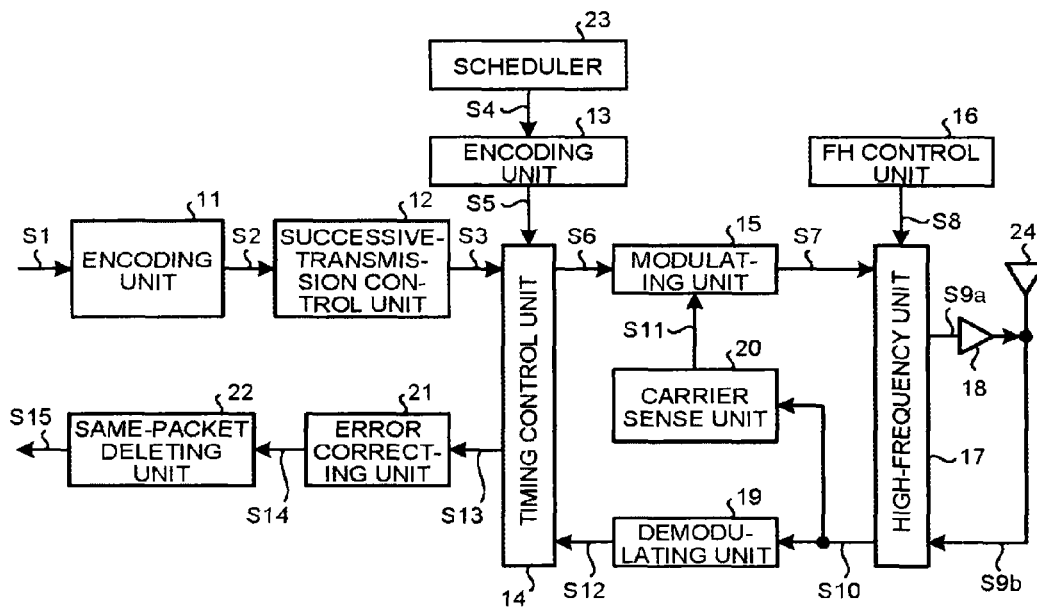 23
SCHEDULER
S4
13
ENCODING
UNIT
16
FH CONTROL
UNIT
S5
S8
11
12
S1
ENCODING
UNIT
S2
SUCCESSIVE-
TRANSMIS-
SION CON-
TROL UNIT
S3
S6
15
MODULAT-
ING UNIT
S7
24
S9a
18
S11
20
CARRIER
SENSE UNIT
TIMING CONTROL UNIT
14
HIGH-FREQUENCY UNIT
17
22
S15
SAME-PACKET
DELETING
UNIT
S14
21
ERROR
CORRECT-
ING UNIT
S13
S12
19
DEMODU-
LATING UNIT
S10
S9b